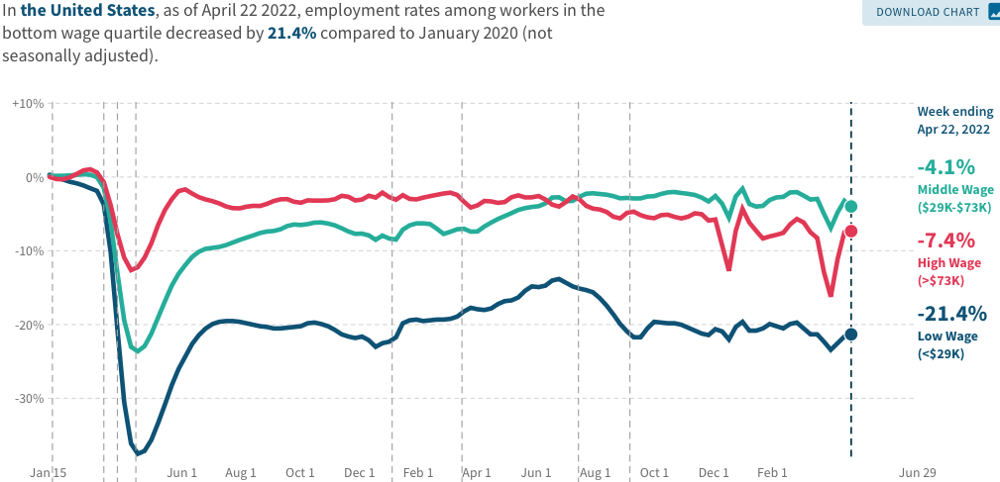 In the United States, as of April 22 2022, employment rates among workers in the
bottom wage quartile decreased by 21.4% compared to January 2020 (not
seasonally adjusted).
DOWNLOAD CHART
+10%
0%
-10%
-20%
-30%
Week ending
Apr 22, 2022
-4.1%
Middle Wage
($29K-$73K)
-7.4%
High Wage
(>$73K)
-21.4%
Low Wage
(<$29K)
Jan 15
Jun 1
Aug 1
Oct 1
Dec 1
Feb 1
Apr 1
Jun 1
Aug 1
Oct 1
Dec 1
Feb 1
Jun 29